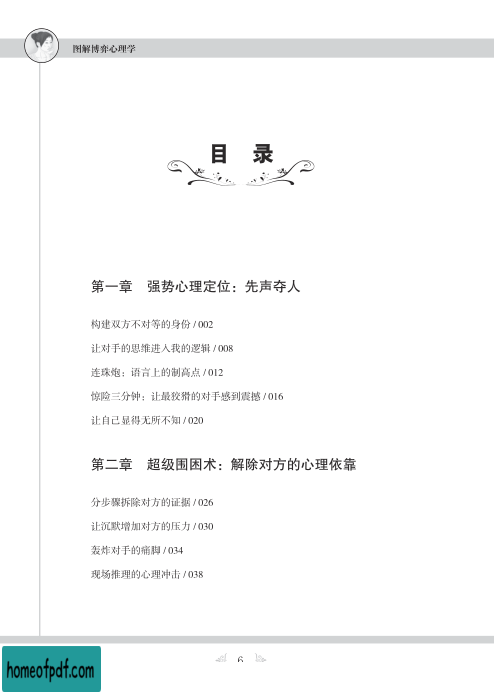 图解博弈心理学
目 录
第一章 强势心理定位：先声夺人
构建双方不对等的身份 / 002
让对手的思维进入我的逻辑 / 008
连珠炮：语言上的制高点 / 012
惊险三分钟：让最狡猾的对手感到震撼 / 016
让自己显得无所不知 / 020
第二章 超级围困术：解除对方的心理依靠
分步骤拆除对方的证据 / 026
让沉默增加对方的压力 / 030
轰炸对手的痛脚 / 034
现场推理的心理冲击 / 038
6
homeofpdf.com